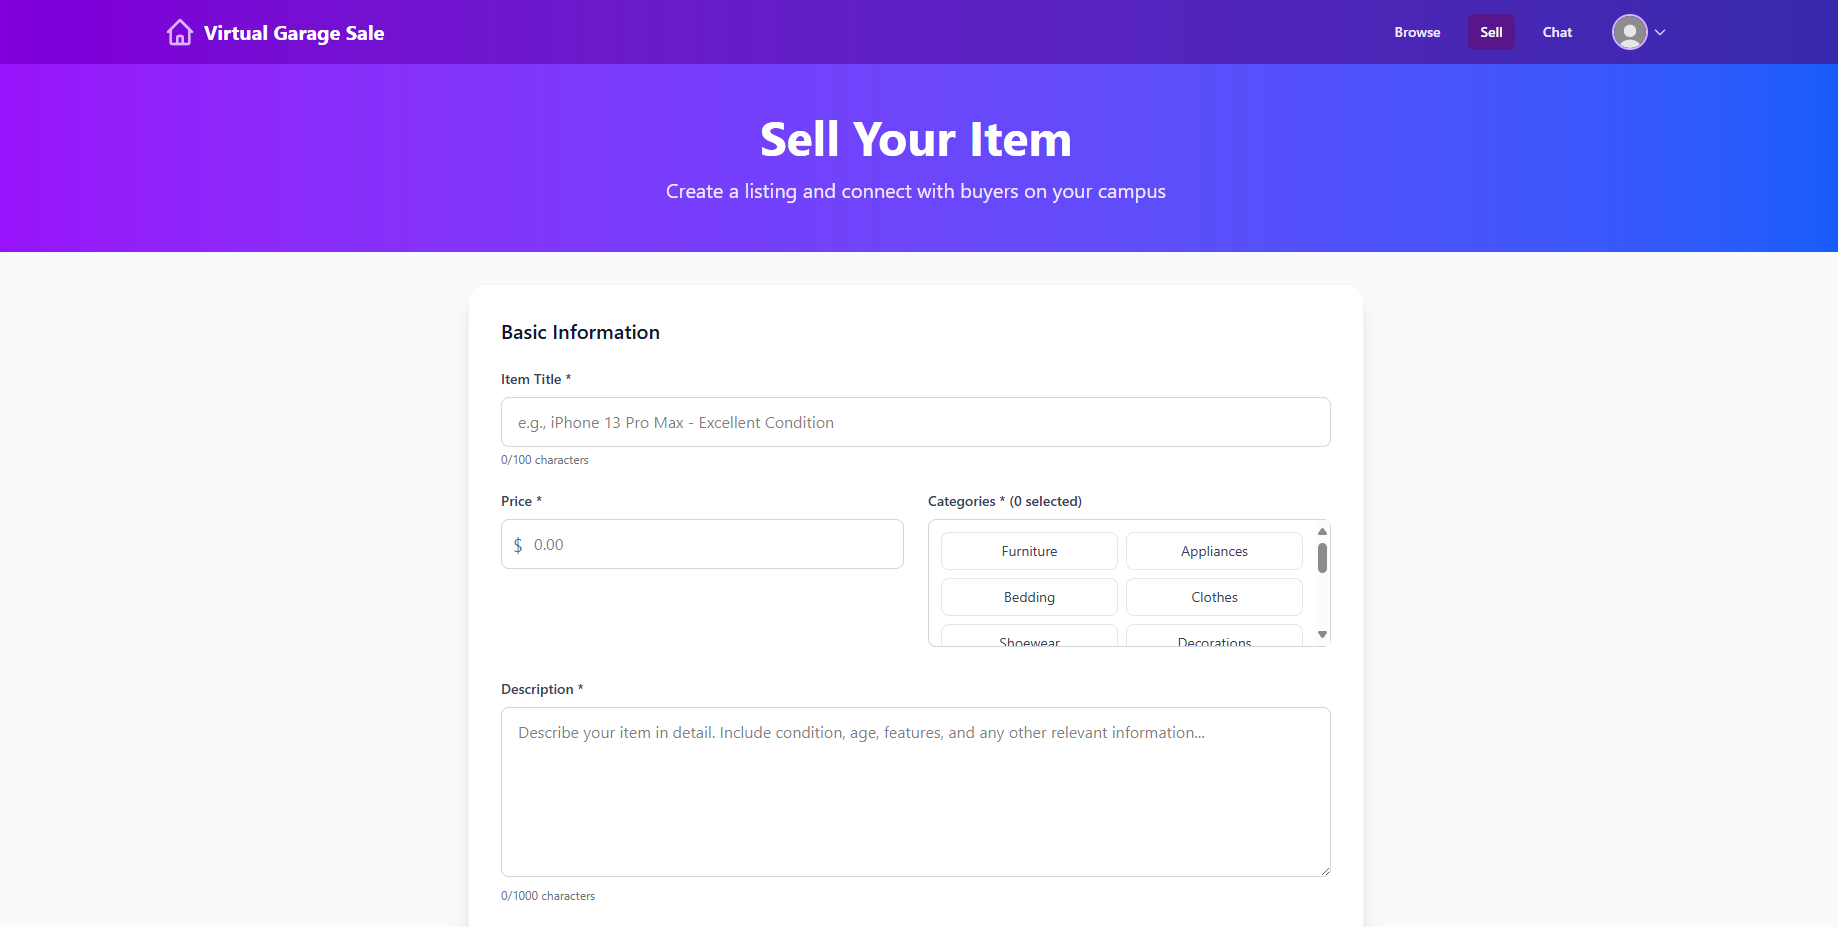 Virtual Garage Sale
Browse
Sell
Chat
Sell Your Item
Create a listing and connect with buyers on your campus
Basic Information
Item Title *
e.g., iPhone 13 Pro Max - Excellent Condition
0/100 characters
Price *
$ 0.00
Categories * (0 selected)
Furniture
Appliances
Bedding
Clothes
Shoewear
Decorations
Description *
Describe your item in detail. Include condition, age, features, and any other relevant information...
0/1000 characters